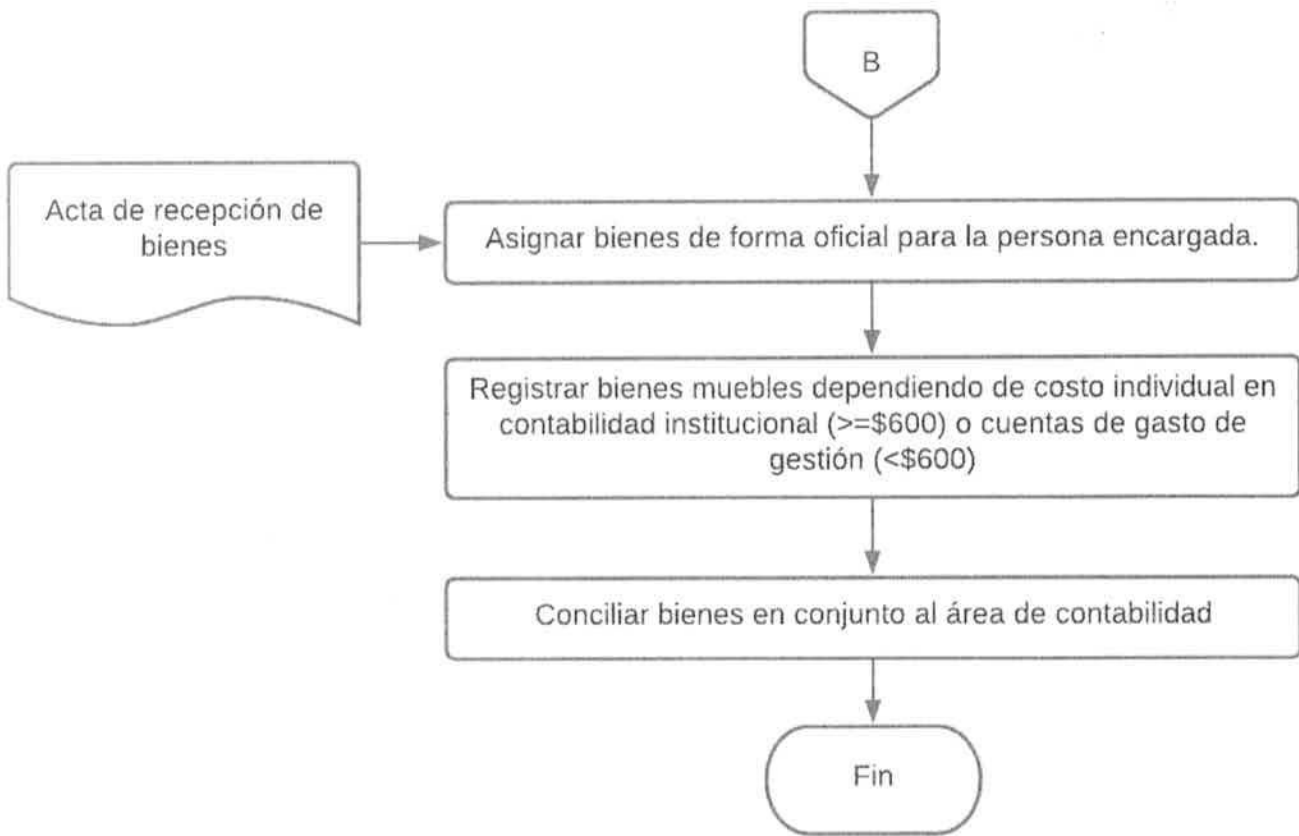 B
Acta de recepción de
bienes
Asignar bienes de forma oficial para la persona encargada.
Registrar bienes muebles dependiendo de costo individual en
contabilidad institucional (>=$600) o cuentas de gasto de
gestión (<$600)
Conciliar bienes en conjunto al área de contabilidad
Fin